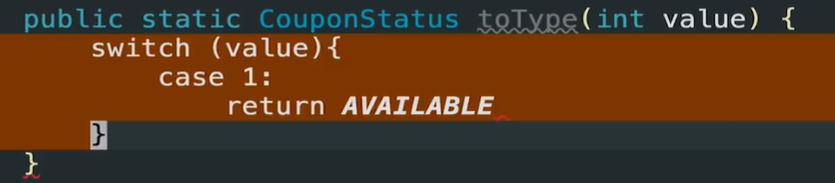 public static CouponStatus toType(int value) {
switch (value){
case 1:
return AVAILABLE
}
}